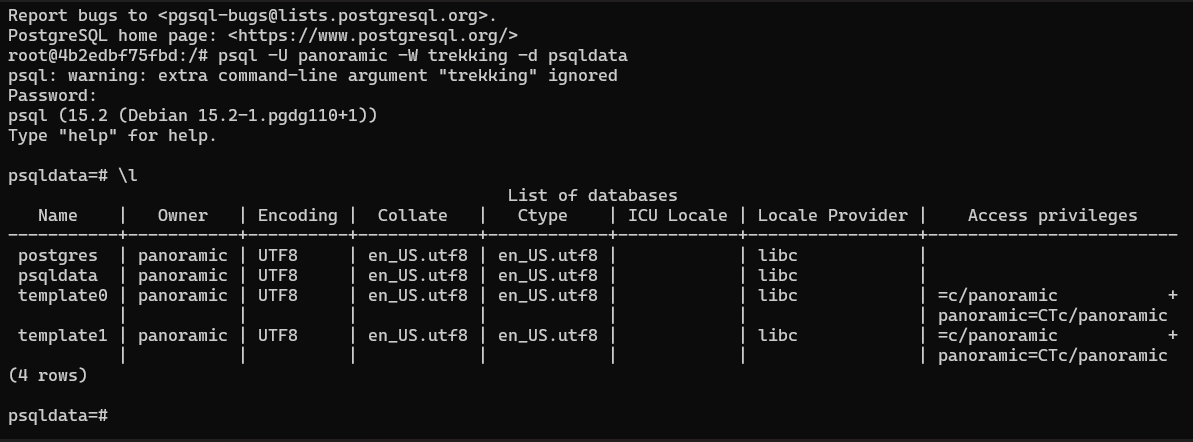 Report bugs to <pgsql-bugs@lists.postgresql.org>.
PostgreSQL home page: <https://www.postgresql.org/>
root@4b2edbf75fbd:/# psql -U panoramic -W trekking -d psqldata
psql: warning: extra command-line argument "trekking" ignored
Password:
psql (15.2 (Debian 15.2-1.pgdg110+1))
Type "help" for help.

psqldata=# \l
                                                  List of databases
   Name    |   Owner   | Encoding |  Collate   |   Ctype    | ICU Locale | Locale Provider |    Access privileges
-----------+-----------+----------+------------+------------+------------+-----------------+-------------------------
 postgres  | panoramic | UTF8     | en_US.utf8 | en_US.utf8 |            | libc            |
 psqldata  | panoramic | UTF8     | en_US.utf8 | en_US.utf8 |            | libc            |
 template0 | panoramic | UTF8     | en_US.utf8 | en_US.utf8 |            | libc            | =c/panoramic           +
           |           |          |            |            |            |                 | panoramic=CTc/panoramic
 template1 | panoramic | UTF8     | en_US.utf8 | en_US.utf8 |            | libc            | =c/panoramic           +
           |           |          |            |            |            |                 | panoramic=CTc/panoramic
(4 rows)

psqldata=#